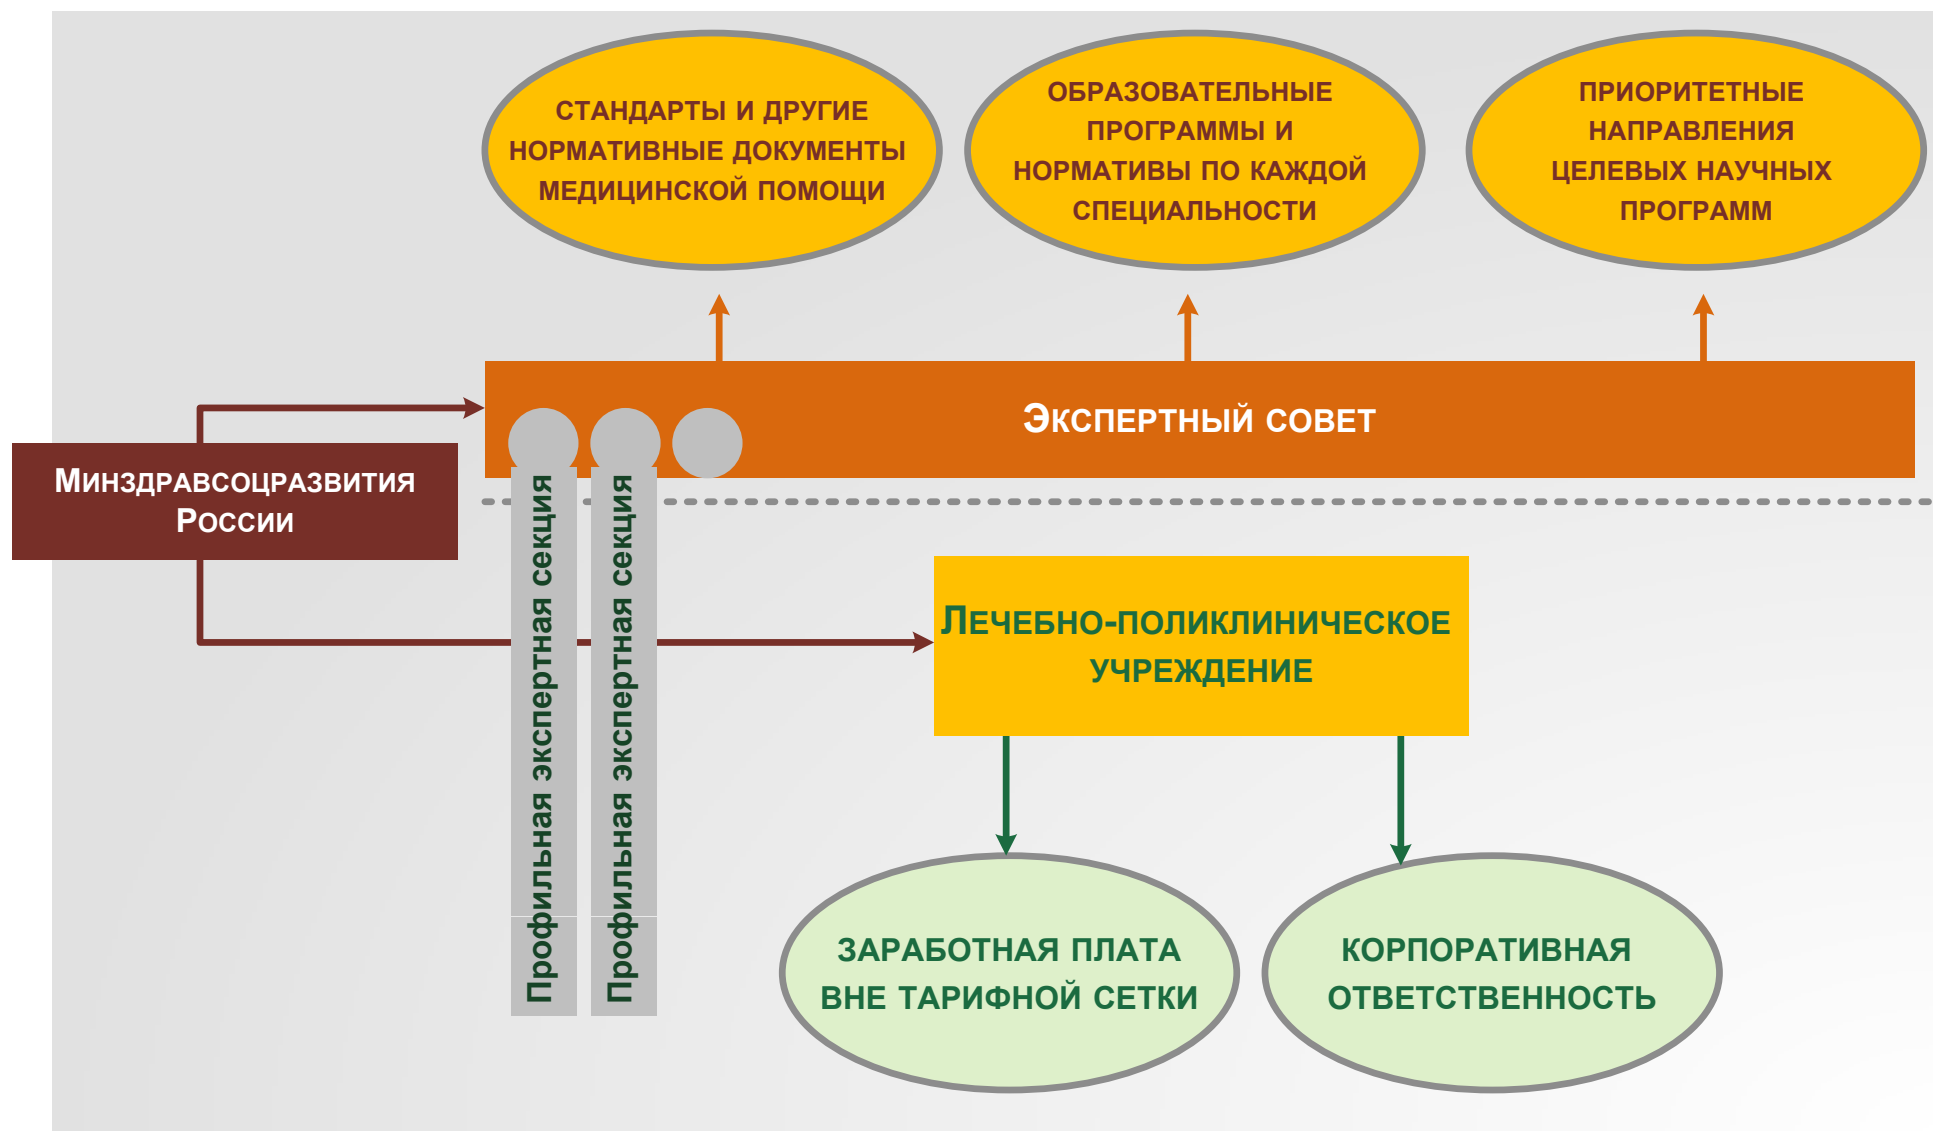 СТАНДАРТЫ И ДРУГИЕ
НОРМАТИВНЫЕ ДОКУМЕНТЫ
МЕДИЦИНСКОЙ ПОМОЩИ
ОБРАЗОВАТЕЛЬНЫЕ
ПРОГРАММЫ И
НОРМАТИВЫ ПО КАЖДОЙ
СПЕЦИАЛЬНОСТИ
ПРИОРИТЕТНЫЕ
НАПРАВЛЕНИЯ
ЦЕЛЕВЫХ НАУЧНЫХ
ПРОГРАММ
ЭКСПЕРТНЫЙ СОВЕТ
МИНЗДРАВСОЦРАЗВИТИЯ
РОССИИ
Профильная экспертная секция
Профильная экспертная секция
ЛЕЧЕБНО-ПОЛИКЛИНИЧЕСКОЕ
УЧРЕЖДЕНИЕ
ЗАРАБОТНАЯ ПЛАТА
ВНЕ ТАРИФНОЙ СЕТКИ
КОРПОРАТИВНАЯ
ОТВЕТСТВЕННОСТЬ